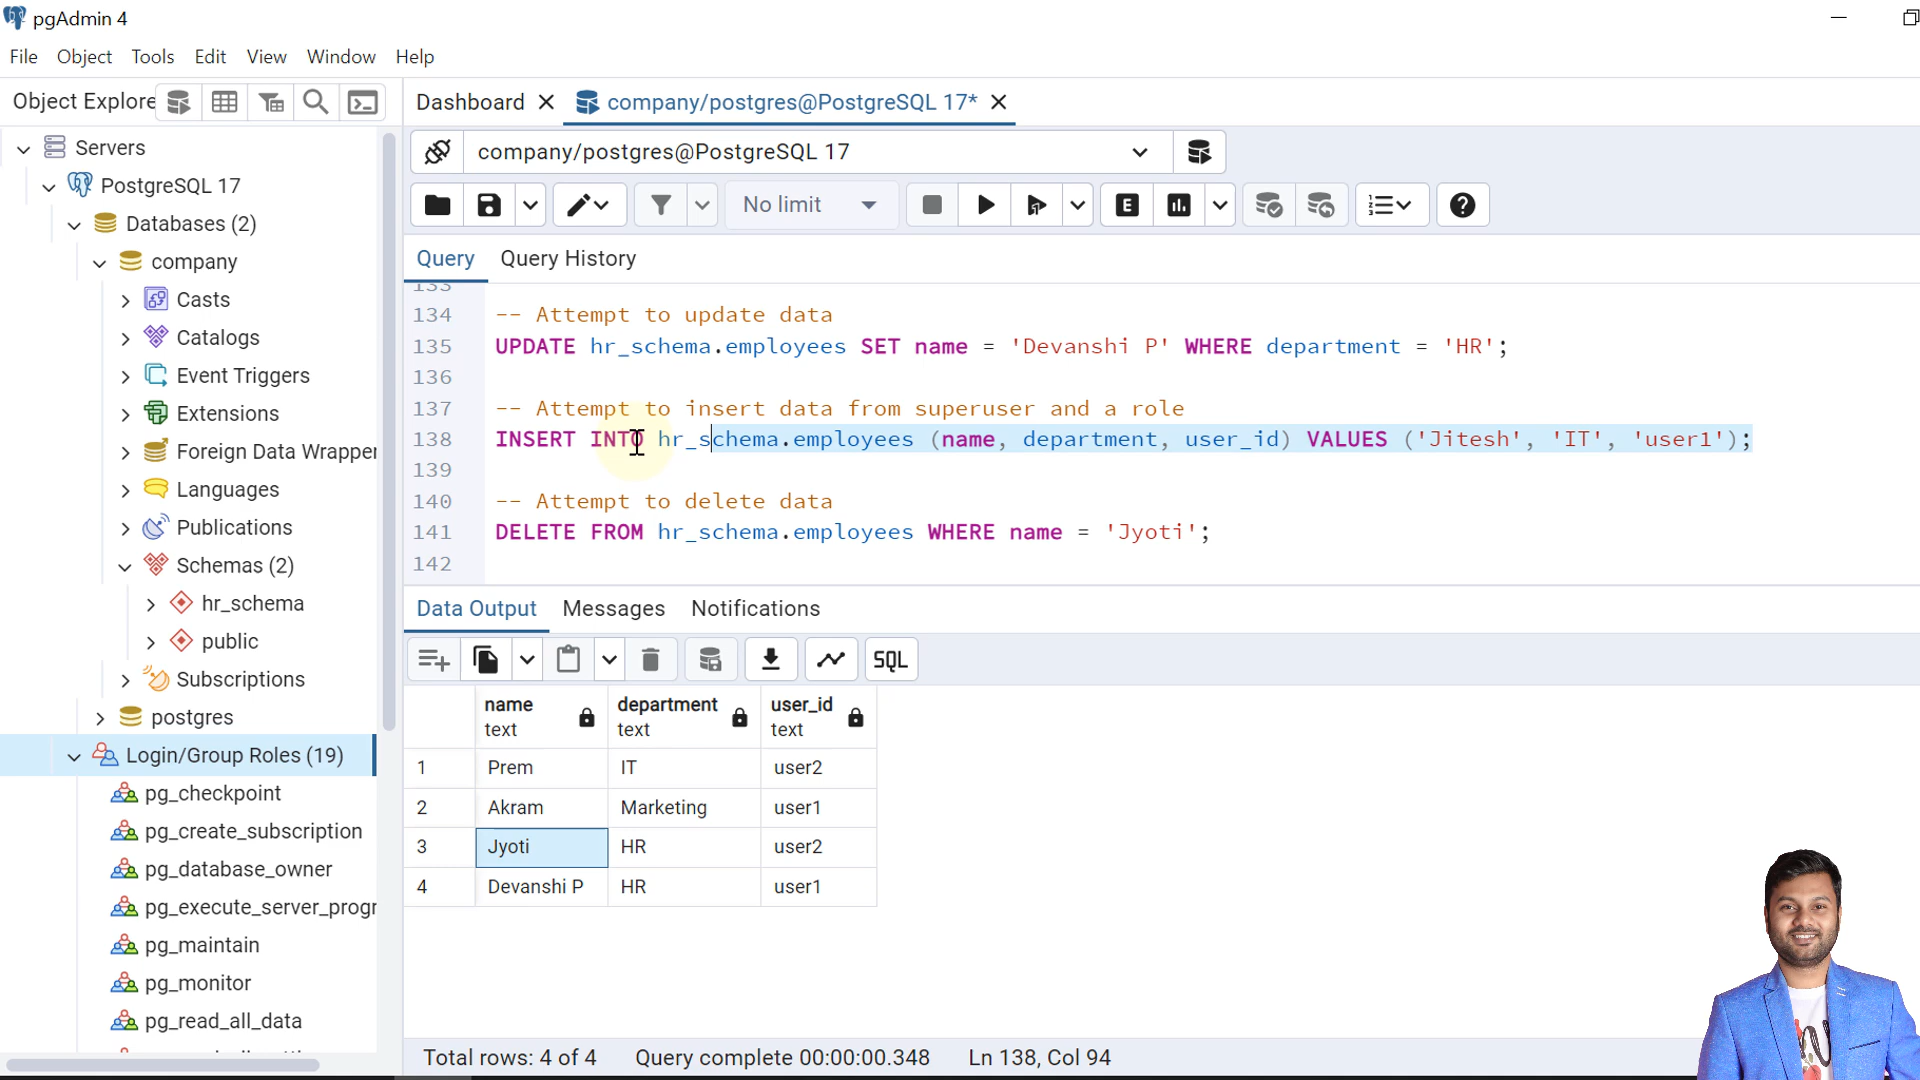 pgAdmin 4
File Object Tools Edit View Window Help
Object Explore
Dashboard
company/postgres@PostgreSQL 17*
Servers
PostgreSQL 17
Databases (2)
company
Casts
Catalogs
Event Triggers
Extensions
Foreign Data Wrapper
Languages
Publications
Schemas (2)
hr_schema
public
Subscriptions
postgres
Login/Group Roles (19)
pg_checkpoint
pg_create_subscription
pg_database_owner
pg_execute_server_progr
pg_maintain
pg_monitor
pg_read_all_data
company/postgres@PostgreSQL 17
No limit
E
Query Query History
133
134 -- Attempt to update data
135 UPDATE hr_schema.employees SET name = 'Devanshi P' WHERE department = 'HR';
136
137 -- Attempt to insert data from superuser and a role
138 INSERT INTO hr_schema.employees (name, department, user_id) VALUES ('Jitesh', 'IT', 'user1');
139
140 -- Attempt to delete data
141 DELETE FROM hr_schema.employees WHERE name = 'Jyoti';
142
Data Output Messages Notifications
SQL
name department user_id
text text text
1 Prem IT user2
2 Akram Marketing user1
3 Jyoti HR user2
4 Devanshi P HR user1
Total rows: 4 of 4 Query complete 00:00:00.348 Ln 138, Col 94